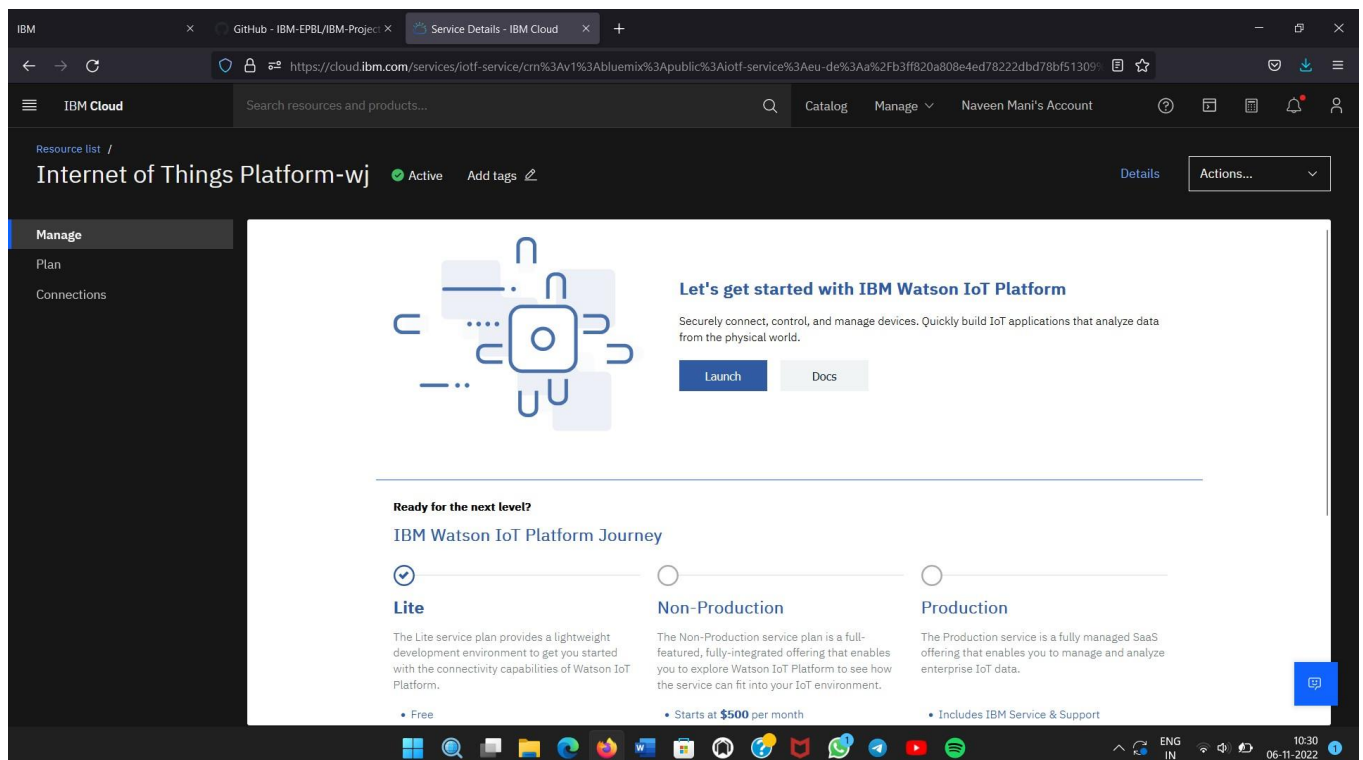 IBM
GitHub - IBM-EPBL/IBM-Project
Service Details - IBM Cloud
https://cloud.ibm.com/services/iotf-service/crn%3Av1%3Abluemix%3Apublic%3Aiotf-service%3Aeu-de%3Aa%2Fb3ff820a808e4ed78222dbd78bf51309%
IBM Cloud
Search resources and products...
Catalog
Manage
Naveen Mani's Account
Resource list /
Internet of Things Platform-wj
Active
Add tags
Details
Actions...
Manage
Plan
Connections
Let's get started with IBM Watson IoT Platform
Securely connect, control, and manage devices. Quickly build IoT applications that analyze data
from the physical world.
Launch
Docs
Ready for the next level?
IBM Watson IoT Platform Journey
Lite
The Lite service plan provides a lightweight
development environment to get you started
with the connectivity capabilities of Watson IoT
Platform.
• Free
Non-Production
The Non-Production service plan is a full-
featured, fully-integrated offering that enables
you to explore Watson IoT Platform to see how
the service can fit into your IoT environment.
• Starts at $500 per month
Production
The Production service is a fully managed SaaS
offering that enables you to manage and analyze
enterprise IoT data.
• Includes IBM Service & Support
ENG
IN
10:30
06-11-2022
1